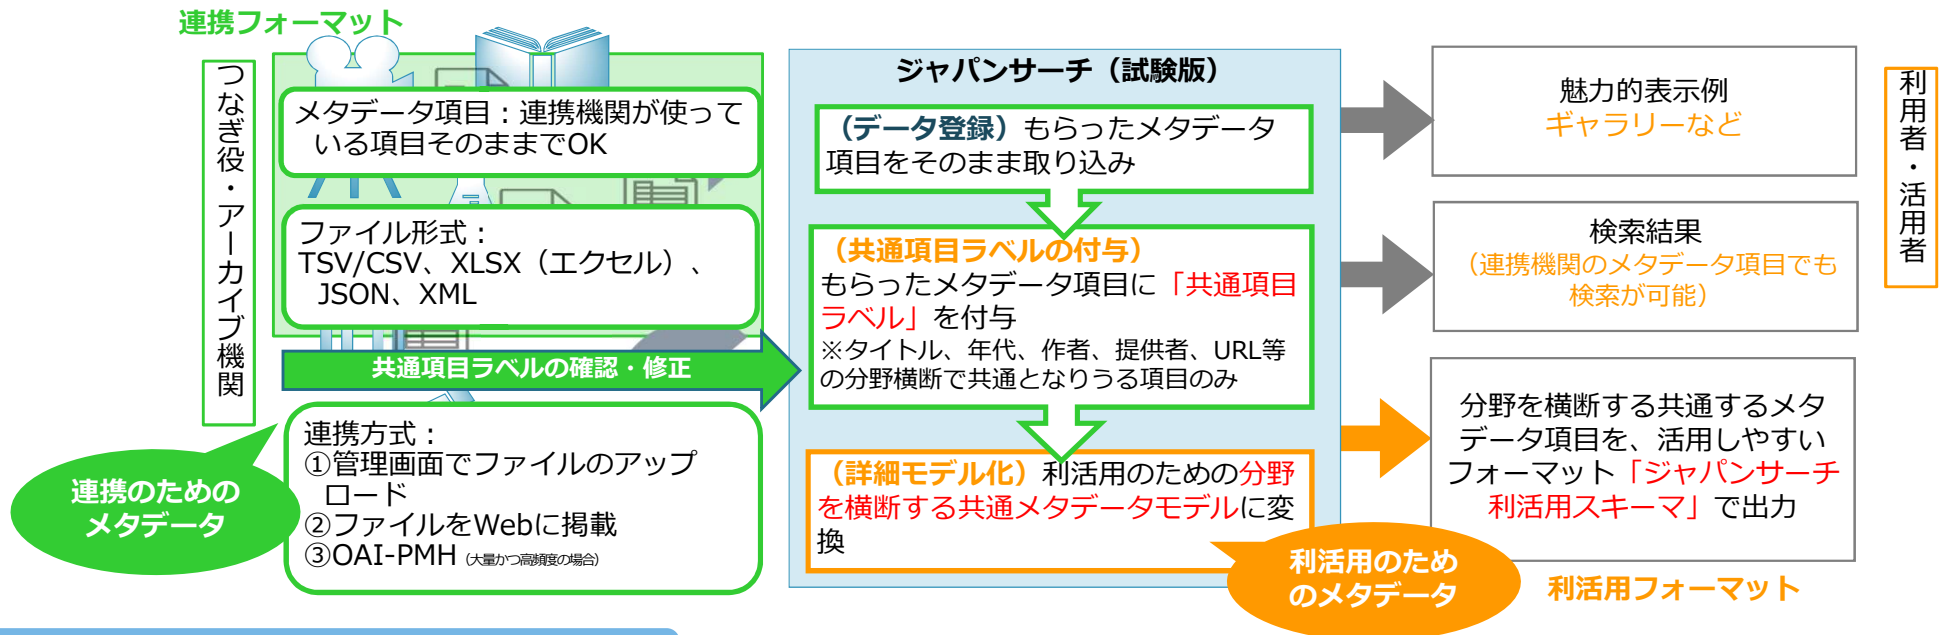 連携フォーマット
つなぎ役・アーカイブ機関
メタデータ項目：連携機関が使って
いる項目そのままでOK
ファイル形式：
TSV/CSV、XLSX（エクセル）、
JSON、XML
共通項目ラベルの確認・修正
連携方式：
①管理画面でファイルのアップ
ロード
②ファイルをWebに掲載
③OAI-PMH（大量かつ高頻度の場合）
連携のための
メタデータ
ジャパンサーチ（試験版）
（データ登録）もらったメタデータ
項目をそのまま取り込み
（共通項目ラベルの付与）
もらったメタデータ項目に「共通項目
ラベル」を付与
※タイトル、年代、作者、提供者、URL等
の分野横断で共通となりうる項目のみ
（詳細モデル化）利活用のための分野
を横断する共通メタデータモデルに変
換
利活用のため
のメタデータ
魅力的表示例
ギャラリーなど
検索結果
（連携機関のメタデータ項目でも
検索が可能）
分野を横断する共通するメタ
データ項目を、活用しやすい
フォーマット「ジャパンサーチ
利活用スキーマ」で出力
利活用フォーマット
利用者・活用者